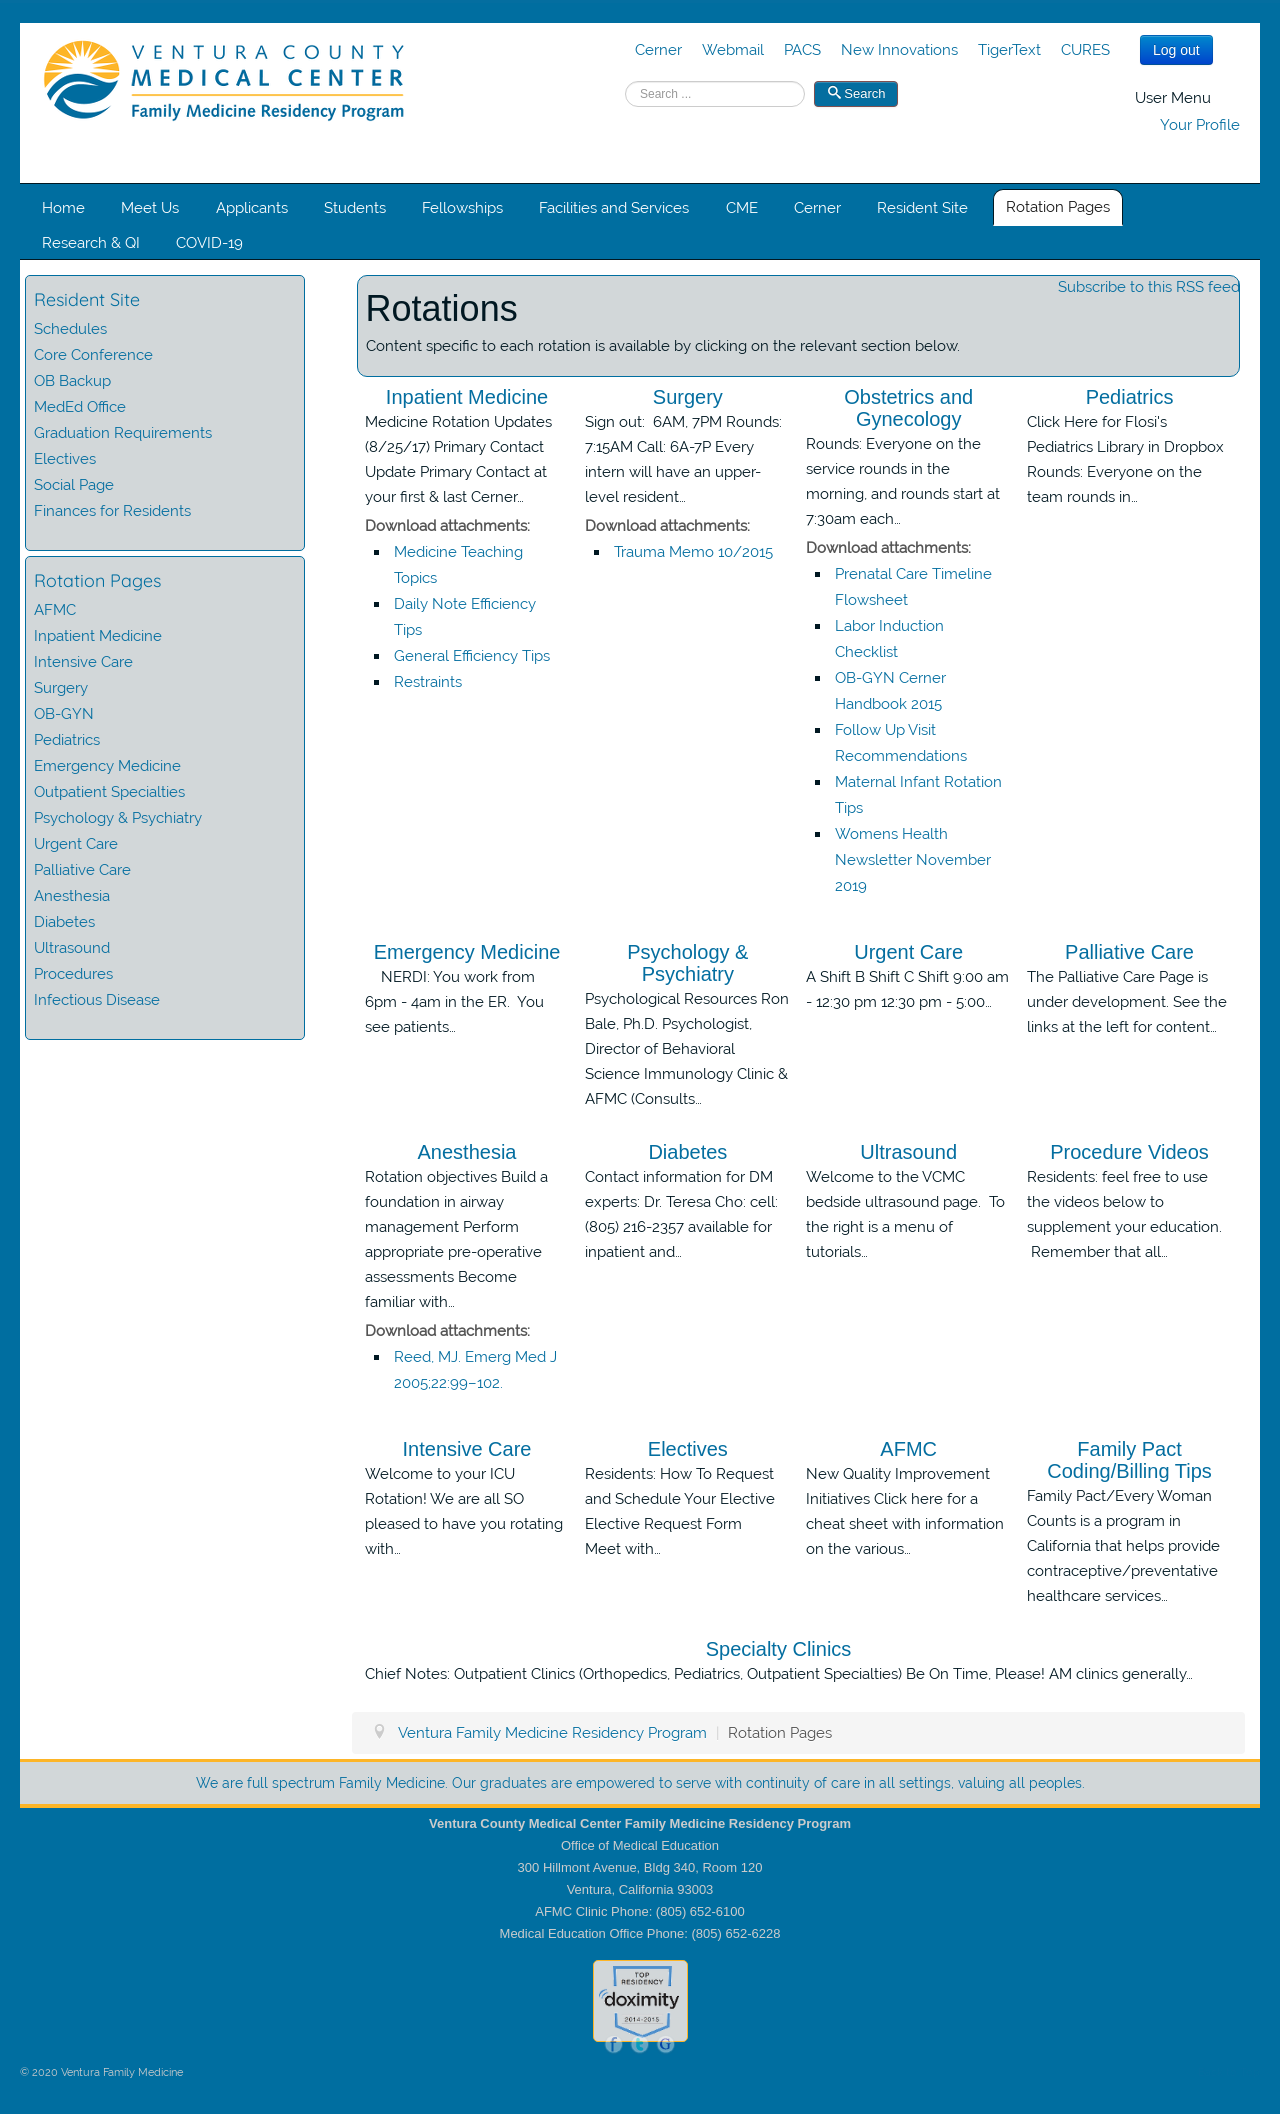 VENTURA COUNTY
MEDICAL CENTER
Family Medicine Residency Program
Cerner Webmail PACS New Innovations TigerText CURES
Log out
Search ...
Search
User Menu
Your Profile
Home Meet Us Applicants Students Fellowships Facilities and Services CME Cerner Resident Site Rotation Pages
Research & QI COVID-19
Resident Site
Schedules
Core Conference
OB Backup
MedEd Office
Graduation Requirements
Electives
Social Page
Finances for Residents
Rotation Pages
AFMC
Inpatient Medicine
Intensive Care
Surgery
OB-GYN
Pediatrics
Emergency Medicine
Outpatient Specialties
Psychology & Psychiatry
Urgent Care
Palliative Care
Anesthesia
Diabetes
Ultrasound
Procedures
Infectious Disease
Subscribe to this RSS feed
Rotations
Content specific to each rotation is available by clicking on the relevant section below.
Inpatient Medicine
Medicine Rotation Updates
(8/25/17) Primary Contact
Update Primary Contact at
your first & last Cerner…
Download attachments:
Medicine Teaching
Topics
Daily Note Efficiency
Tips
General Efficiency Tips
Restraints
Surgery
Sign out: 6AM, 7PM Rounds:
7:15AM Call: 6A-7P Every
intern will have an upper-
level resident…
Download attachments:
Trauma Memo 10/2015
Obstetrics and
Gynecology
Rounds: Everyone on the
service rounds in the
morning, and rounds start at
7:30am each…
Download attachments:
Prenatal Care Timeline
Flowsheet
Labor Induction
Checklist
OB-GYN Cerner
Handbook 2015
Follow Up Visit
Recommendations
Maternal Infant Rotation
Tips
Womens Health
Newsletter November
2019
Pediatrics
Click Here for Flosi's
Pediatrics Library in Dropbox
Rounds: Everyone on the
team rounds in…
Emergency Medicine
NERDI: You work from
6pm - 4am in the ER. You
see patients…
Psychology &
Psychiatry
Psychological Resources Ron
Bale, Ph.D. Psychologist,
Director of Behavioral
Science Immunology Clinic &
AFMC (Consults…
Urgent Care
A Shift B Shift C Shift 9:00 am
- 12:30 pm 12:30 pm - 5:00…
Palliative Care
The Palliative Care Page is
under development. See the
links at the left for content…
Anesthesia
Rotation objectives Build a
foundation in airway
management Perform
appropriate pre-operative
assessments Become
familiar with…
Download attachments:
Reed, MJ. Emerg Med J
2005;22:99–102.
Diabetes
Contact information for DM
experts: Dr. Teresa Cho: cell:
(805) 216-2357 available for
inpatient and…
Ultrasound
Welcome to the VCMC
bedside ultrasound page. To
the right is a menu of
tutorials…
Procedure Videos
Residents: feel free to use
the videos below to
supplement your education.
Remember that all…
Intensive Care
Welcome to your ICU
Rotation! We are all SO
pleased to have you rotating
with…
Electives
Residents: How To Request
and Schedule Your Elective
Elective Request Form
Meet with…
AFMC
New Quality Improvement
Initiatives Click here for a
cheat sheet with information
on the various…
Family Pact
Coding/Billing Tips
Family Pact/Every Woman
Counts is a program in
California that helps provide
contraceptive/preventative
healthcare services…
Specialty Clinics
Chief Notes: Outpatient Clinics (Orthopedics, Pediatrics, Outpatient Specialties) Be On Time, Please! AM clinics generally…
Ventura Family Medicine Residency Program | Rotation Pages
We are full spectrum Family Medicine. Our graduates are empowered to serve with continuity of care in all settings, valuing all peoples.
Ventura County Medical Center Family Medicine Residency Program
Office of Medical Education
300 Hillmont Avenue, Bldg 340, Room 120
Ventura, California 93003
AFMC Clinic Phone: (805) 652-6100
Medical Education Office Phone: (805) 652-6228
TOP
RESIDENCY
doximity
2014-2015
f t G
© 2020 Ventura Family Medicine